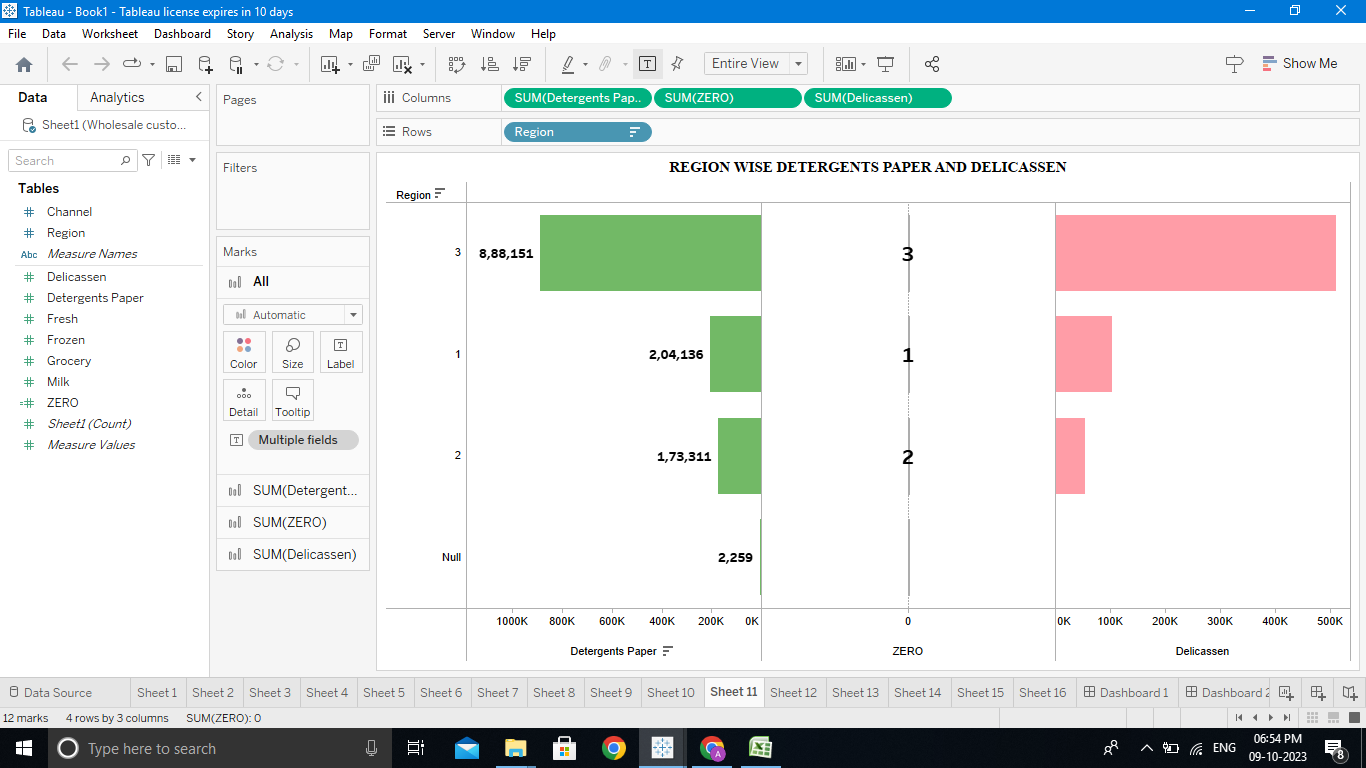 Tableau - Book1 - Tableau license expires in 10 days
File Data Worksheet Dashboard Story Analysis Map Format Server Window Help
Entire View
Show Me
Data Analytics
Sheet1 (Wholesale custo...
Search
Tables
Channel
Region
Abc Measure Names
Delicassen
Detergents Paper
Fresh
Frozen
Grocery
Milk
ZERO
Sheet1 (Count)
Measure Values
Pages
Filters
Marks
All
Automatic
Color Size Label
Detail Tooltip
Multiple fields
SUM(Detergent...
SUM(ZERO)
SUM(Delicassen)
Columns SUM(Detergents Pap.. SUM(ZERO) SUM(Delicassen)
Rows Region
REGION WISE DETERGENTS PAPER AND DELICASSEN
Region
3 8,88,151 3
1 2,04,136 1
2 1,73,311 2
Null 2,259
1000K 800K 600K 400K 200K 0K 0 0K 100K 200K 300K 400K 500K
Detergents Paper ZERO Delicassen
Data Source Sheet 1 Sheet 2 Sheet 3 Sheet 4 Sheet 5 Sheet 6 Sheet 7 Sheet 8 Sheet 9 Sheet 10 Sheet 11 Sheet 12 Sheet 13 Sheet 14 Sheet 15 Sheet 16 Dashboard 1 Dashboard 2
12 marks 4 rows by 3 columns SUM(ZERO): 0
Type here to search
ENG
06:54 PM
09-10-2023
8